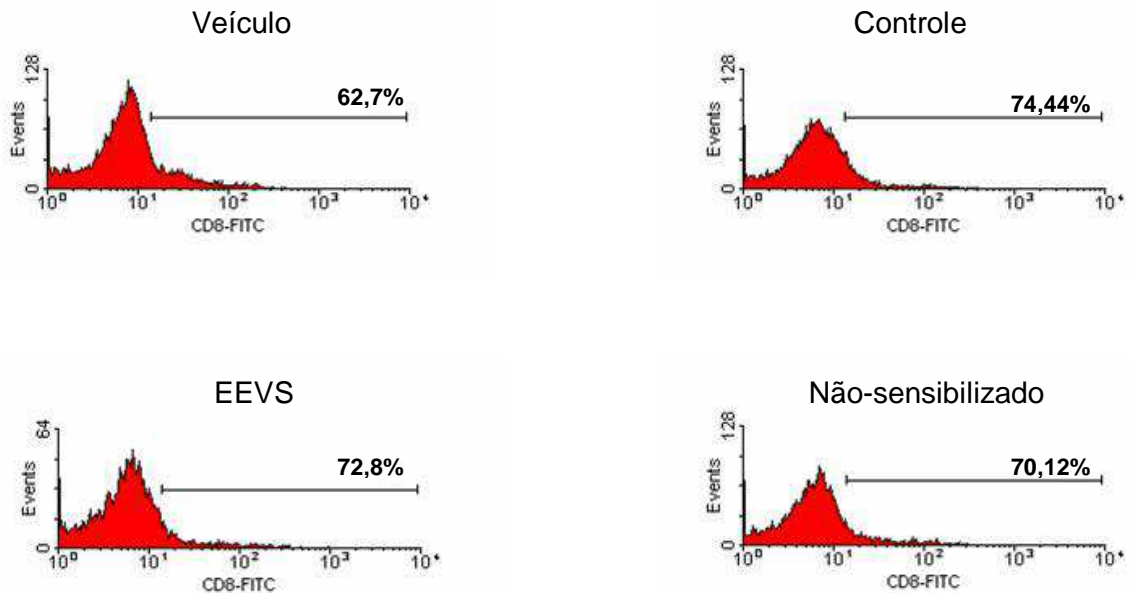 Veículo
128
62,7%
Events
0
10⁰ 10¹ 10² 10³ 10⁴
CD8-FITC
Controle
128
74,44%
Events
0
10⁰ 10¹ 10² 10³ 10⁴
CD8-FITC
EEVS
64
72,8%
Events
0
10⁰ 10¹ 10² 10³ 10⁴
CD8-FITC
Não-sensibilizado
128
70,12%
Events
0
10⁰ 10¹ 10² 10³ 10⁴
CD8-FITC